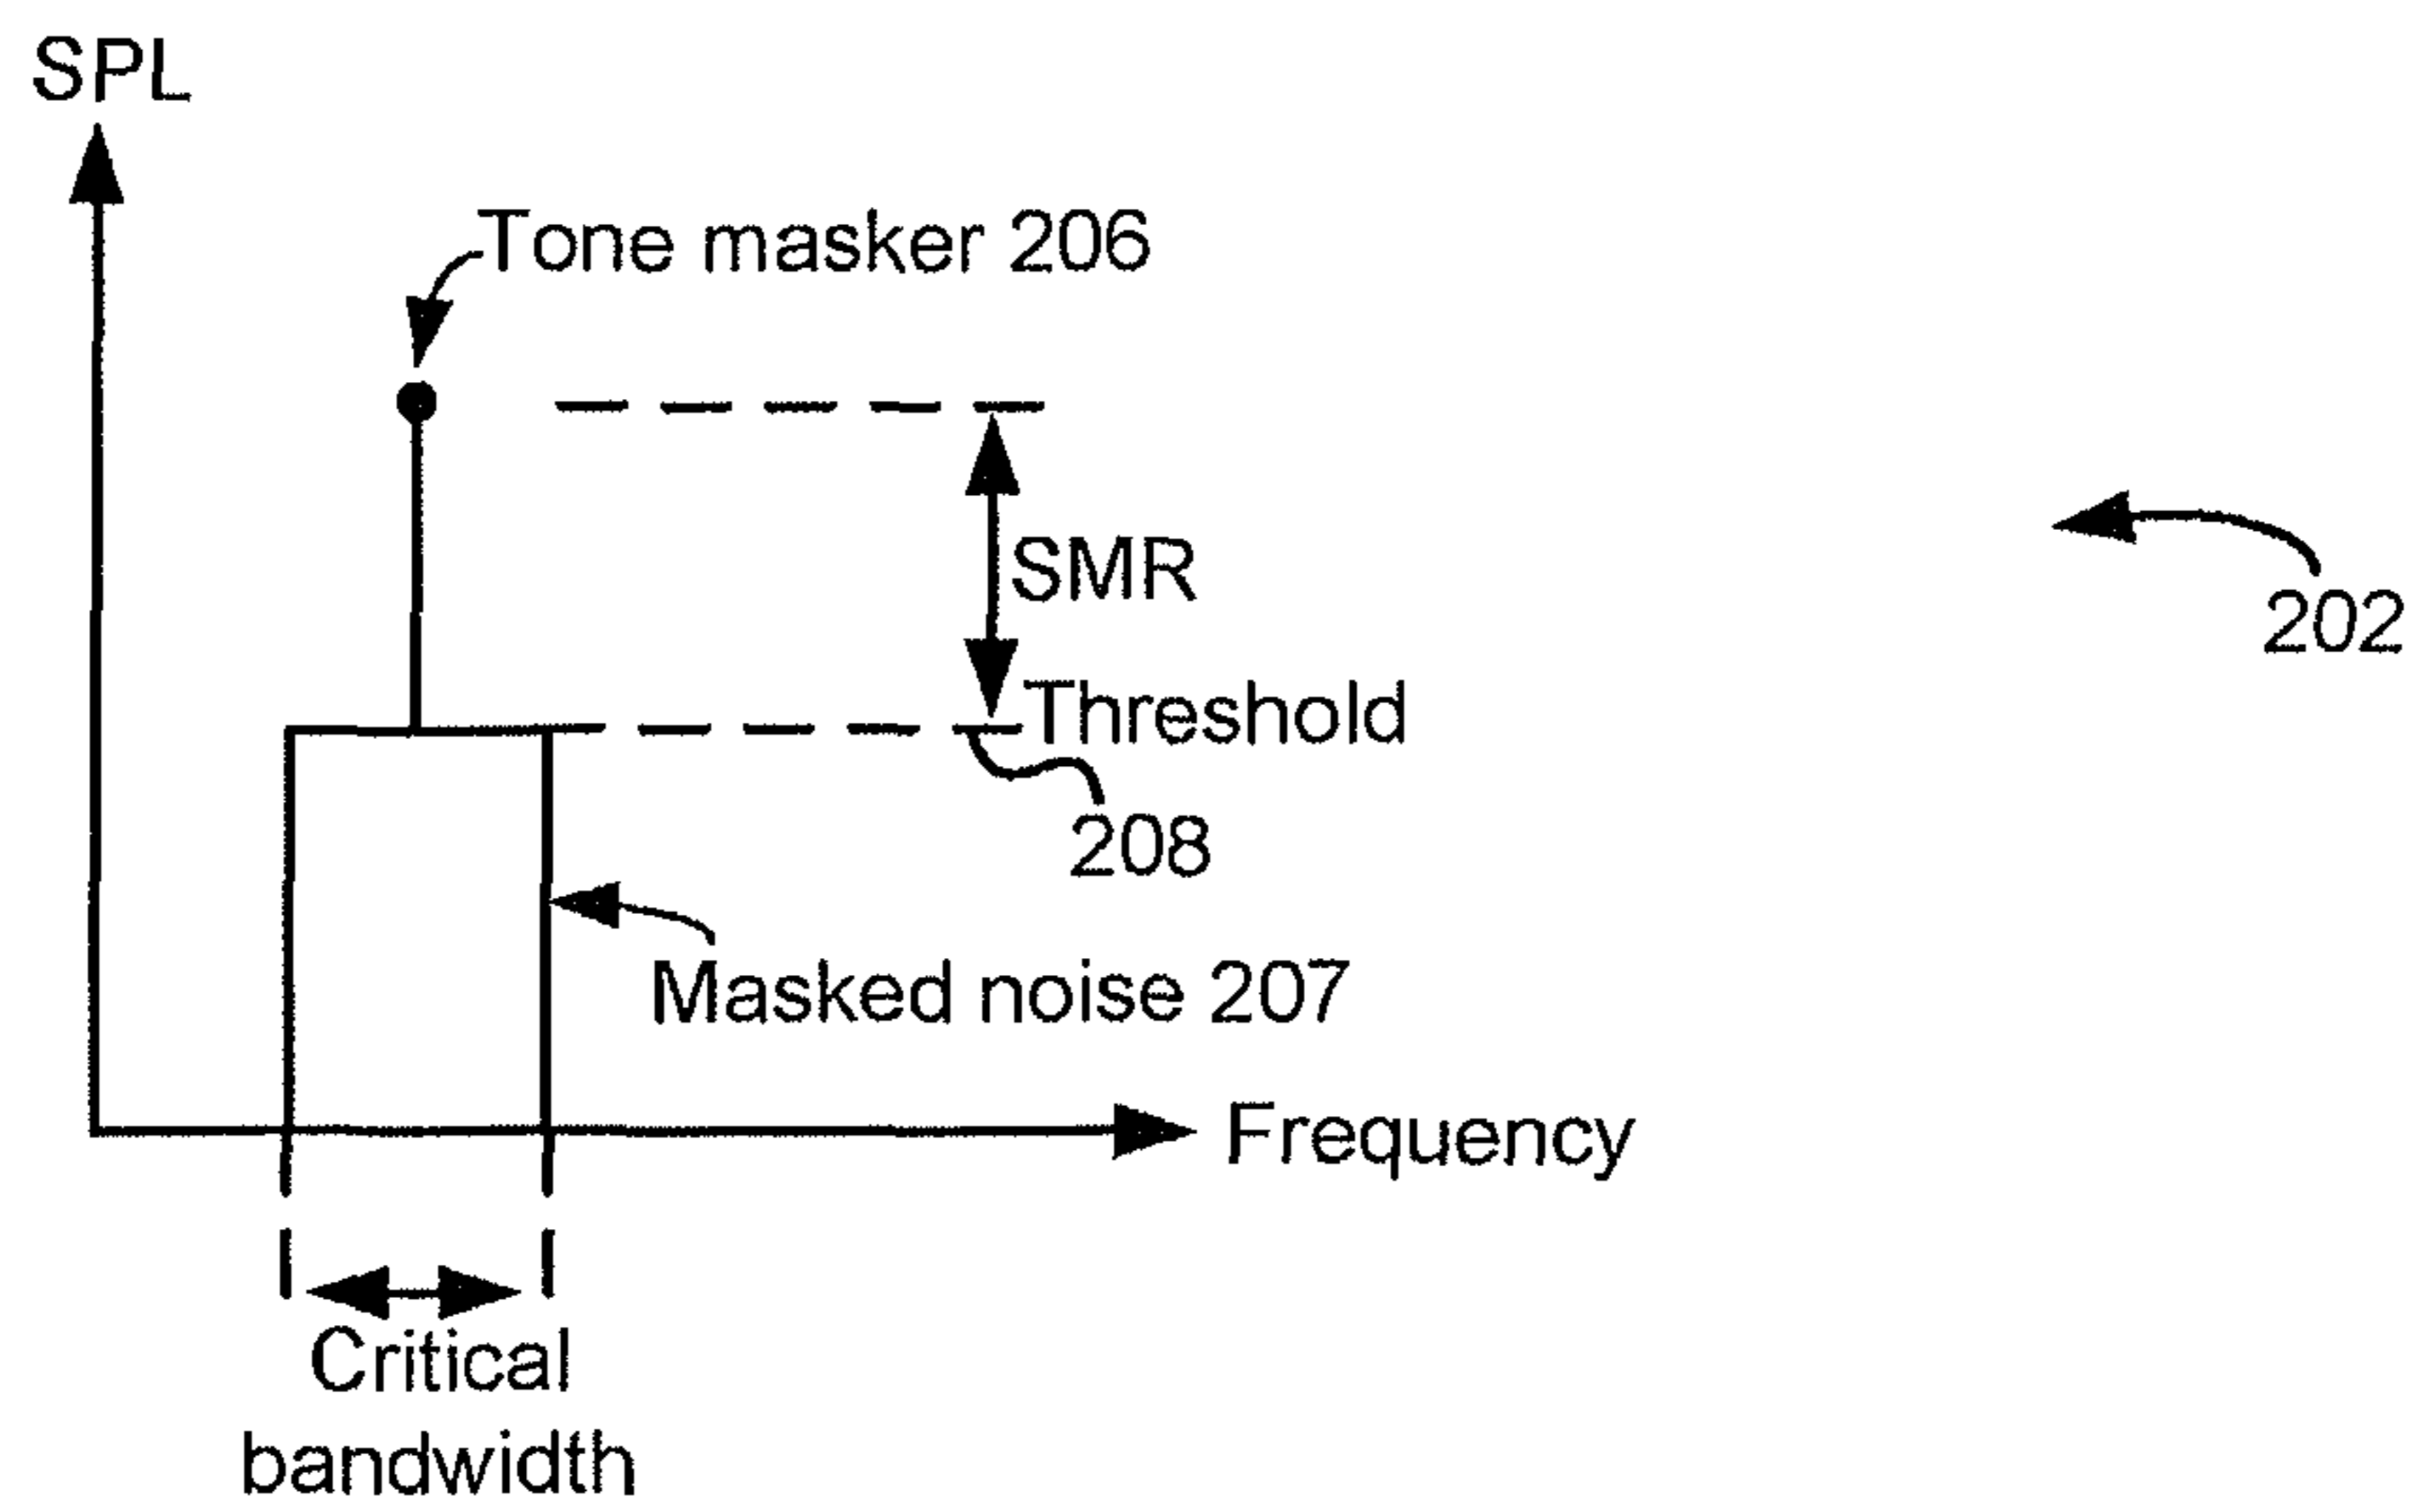 SPL
Tone masker 206
SMR
202
Threshold
208
Masked noise 207
Frequency
Critical
bandwidth